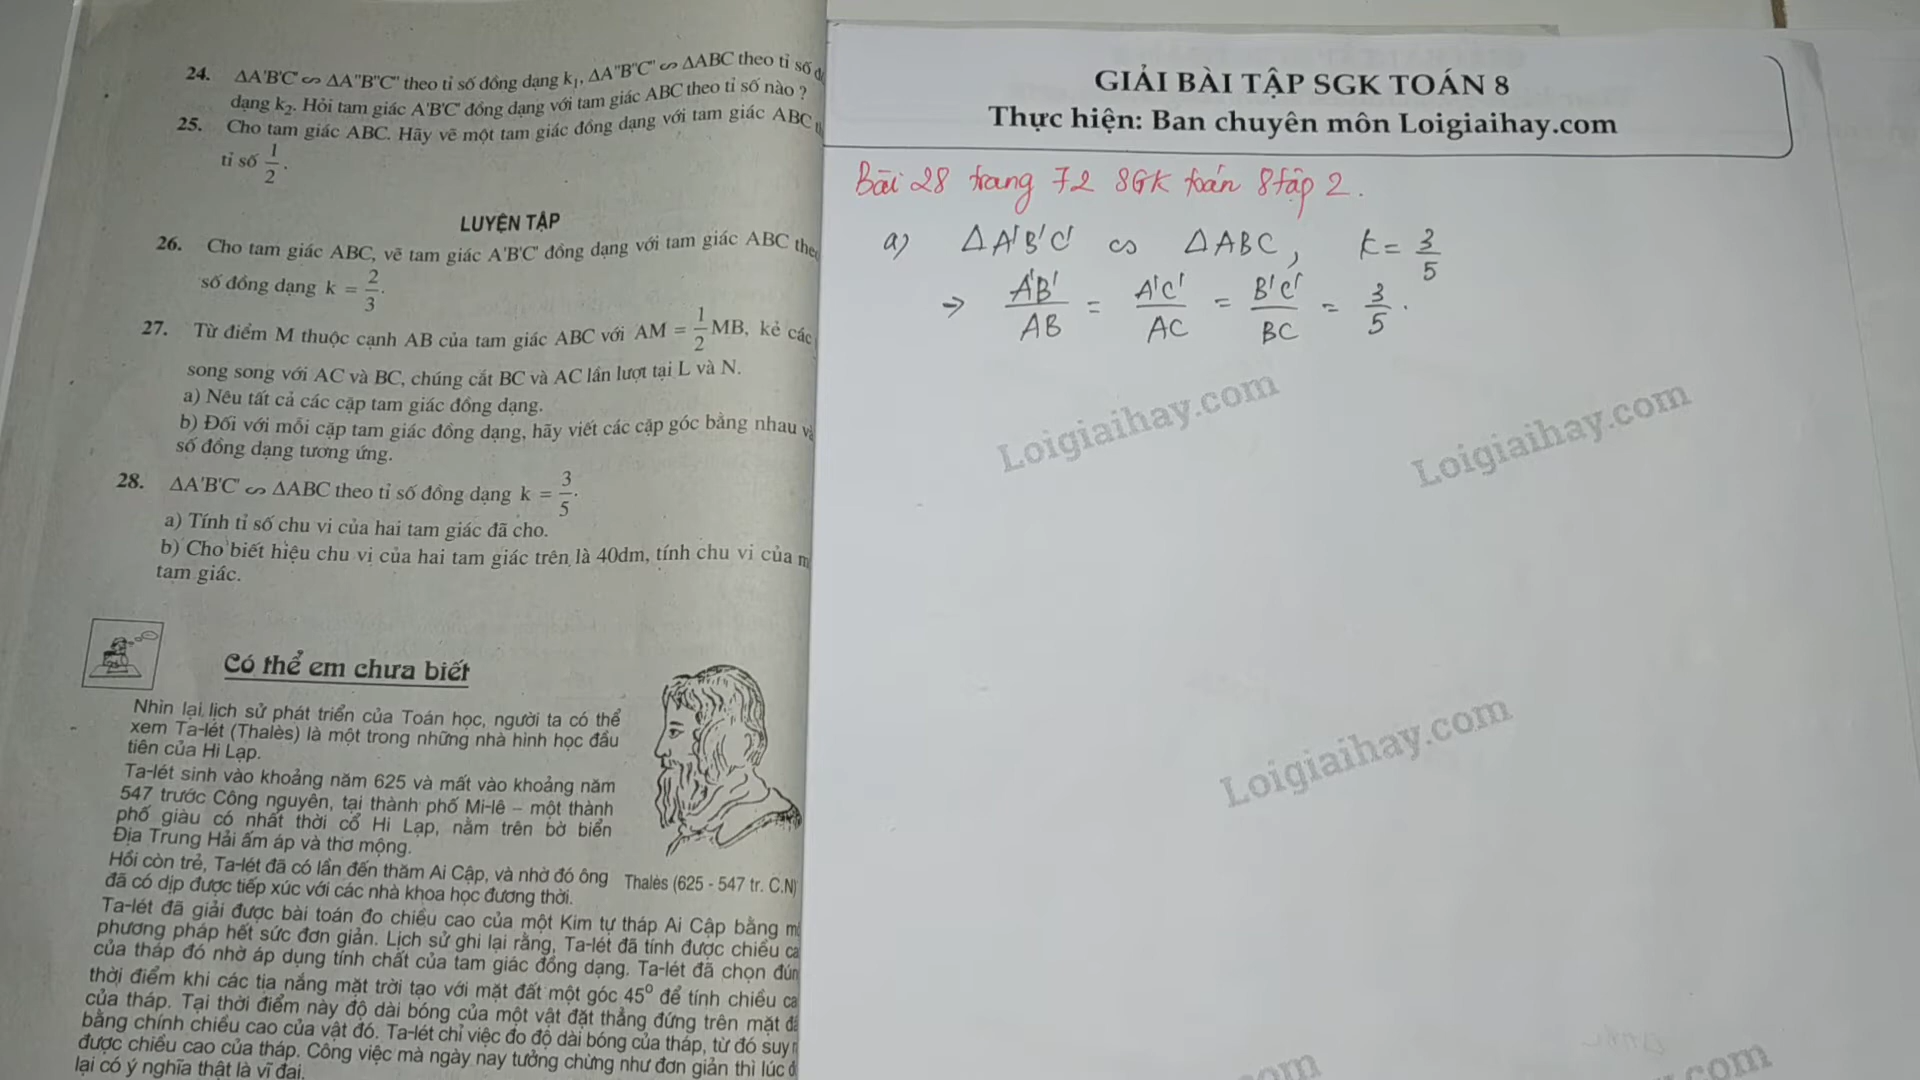 24. ΔA'B'C' ∽ ΔA"B"C" theo tỉ số đồng dạng k₁, ΔA"B"C" ∽ ΔABC theo tỉ số
dạng k₂. Hỏi tam giác A'B'C' đồng dạng với tam giác ABC theo tỉ số nào ?
25. Cho tam giác ABC. Hãy vẽ một tam giác đồng dạng với tam giác ABC
tỉ số 1/2.
LUYỆN TẬP
26. Cho tam giác ABC, vẽ tam giác A'B'C' đồng dạng với tam giác ABC
số đồng dạng k = 2/3.
27. Từ điểm M thuộc cạnh AB của tam giác ABC với AM = 1/2 MB, kẻ các
song song với AC và BC, chúng cắt BC và AC lần lượt tại L và N.
a) Nêu tất cả các cặp tam giác đồng dạng.
b) Đối với mỗi cặp tam giác đồng dạng, hãy viết các cặp góc bằng nhau
số đồng dạng tương ứng.
28. ΔA'B'C' ∽ ΔABC theo tỉ số đồng dạng k = 3/5.
a) Tính tỉ số chu vi của hai tam giác đã cho.
b) Cho biết hiệu chu vi của hai tam giác trên là 40dm, tính chu vi của
tam giác.
Có thể em chưa biết
Nhìn lại lịch sử phát triển của Toán học, người ta có thể
xem Ta-lét (Thalès) là một trong những nhà hình học đầu
tiên của Hi Lạp.
Ta-lét sinh vào khoảng năm 625 và mất vào khoảng năm
547 trước Công nguyên, tại thành phố Mi-lê – một thành
phố giàu có nhất thời cổ Hi Lạp, nằm trên bờ biển
Địa Trung Hải ấm áp và thơ mộng.
Hồi còn trẻ, Ta-lét đã có lần đến thăm Ai Cập, và nhờ đó ông
đã có dịp được tiếp xúc với các nhà khoa học đương thời.
Thalès (625 - 547 tr. C.N)
Ta-lét đã giải được bài toán đo chiều cao của một Kim tự tháp Ai Cập bằng
phương pháp hết sức đơn giản. Lịch sử ghi lại rằng, Ta-lét đã tính được chiều
của tháp đó nhờ áp dụng tính chất của tam giác đồng dạng. Ta-lét đã chọn
thời điểm khi các tia nắng mặt trời tạo với mặt đất một góc 45° để tính chiều
của tháp. Tại thời điểm này độ dài bóng của một vật đặt thẳng đứng trên mặt
bằng chính chiều cao của vật đó. Ta-lét chỉ việc đo độ dài bóng của tháp, từ đó suy
được chiều cao của tháp. Công việc mà ngày nay tưởng chừng như đơn giản thì lúc
lại có ý nghĩa thật là vĩ đại.
GIẢI BÀI TẬP SGK TOÁN 8
Thực hiện: Ban chuyên môn Loigiaihay.com
Bài 28 trang 72 SGK toán 8 tập 2.
a) ΔA'B'C' ∽ ΔABC, k = 3/5
→ A'B'/AB = A'C'/AC = B'C'/BC = 3/5.
Loigiaihay.com
Loigiaihay.com
Loigiaihay.com